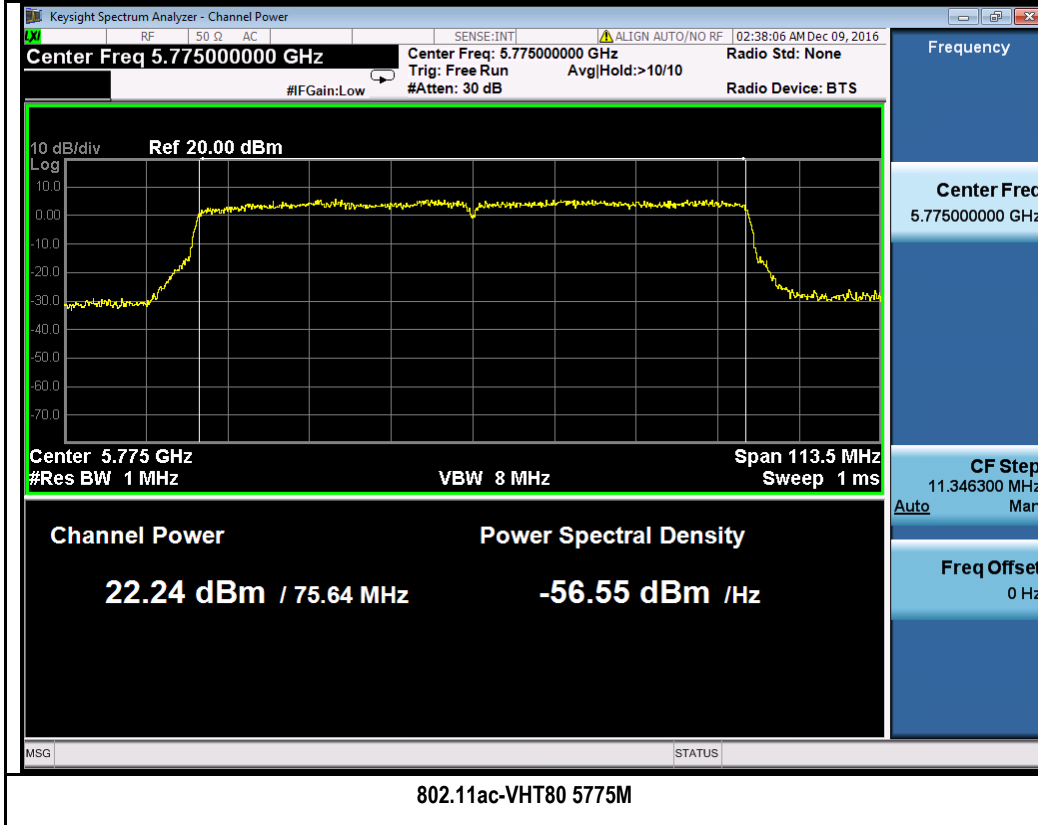 Keysight Spectrum Analyzer - Channel Power
LXI RF 50 Ω AC SENSE:INT ALIGN AUTO/NO RF 02:38:06 AM Dec 09, 2016
Center Freq 5.775000000 GHz
Center Freq: 5.775000000 GHz Radio Std: None
Trig: Free Run Avg|Hold:>10/10
#IFGain:Low #Atten: 30 dB Radio Device: BTS
Frequency
10 dB/div Ref 20.00 dBm
Log
10.0
0.00
-10.0
-20.0
-30.0
-40.0
-50.0
-60.0
-70.0
Center 5.775 GHz Span 113.5 MHz
#Res BW 1 MHz VBW 8 MHz Sweep 1 ms
Center Freq
5.775000000 GHz
CF Step
11.346300 MHz
Auto Man
Freq Offset
0 Hz
Channel Power Power Spectral Density
22.24 dBm / 75.64 MHz -56.55 dBm /Hz
MSG STATUS
802.11ac-VHT80 5775M